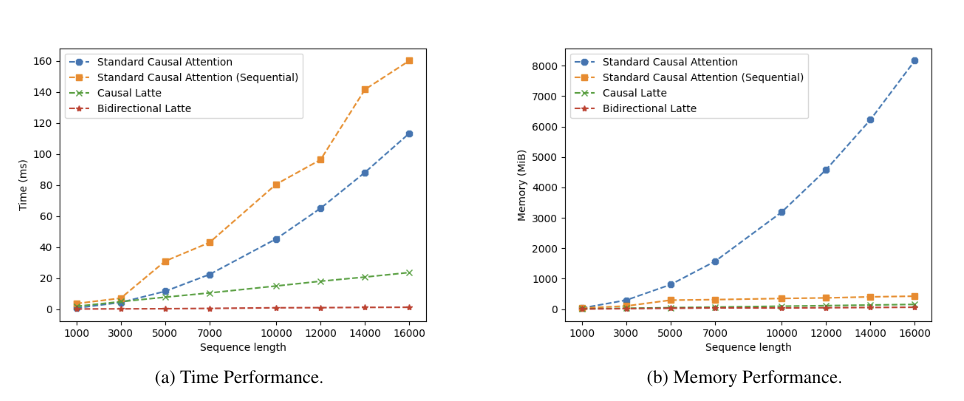 Standard Causal Attention
Standard Causal Attention (Sequential)
Causal Latte
Bidirectional Latte
160
140
120
100
80
60
40
20
0
Time (ms)
1000 3000 5000 7000 10000 12000 14000 16000
Sequence length
(a) Time Performance.
Standard Causal Attention
Standard Causal Attention (Sequential)
Causal Latte
Bidirectional Latte
8000
7000
6000
5000
4000
3000
2000
1000
0
Memory (MiB)
1000 3000 5000 7000 10000 12000 14000 16000
Sequence length
(b) Memory Performance.